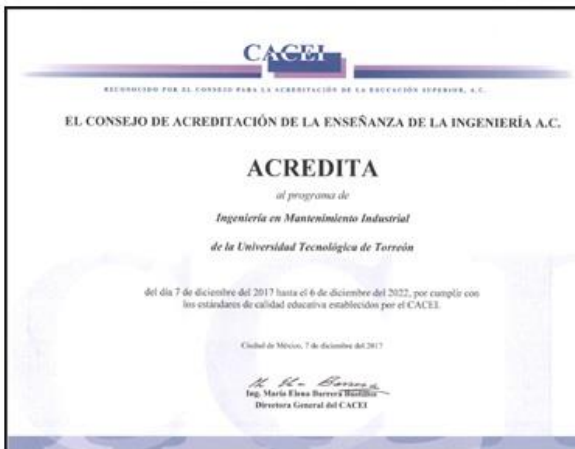 CACEI
RECONOCIDO POR EL CONSEJO PARA LA ACREDITACIÓN DE LA EDUCACIÓN SUPERIOR, A.C.
EL CONSEJO DE ACREDITACIÓN DE LA ENSEÑANZA DE LA INGENIERÍA A.C.
ACREDITA
al programa de
Ingeniería en Mantenimiento Industrial
de la Universidad Tecnológica de Torreón
del día 7 de diciembre del 2017 hasta el 6 de diciembre del 2022, por cumplir con
los estándares de calidad educativa establecidos por el CACEI.
Ciudad de México, 7 de diciembre del 2017
Ing. María Elena Barrera Bustillos
Directora General del CACEI